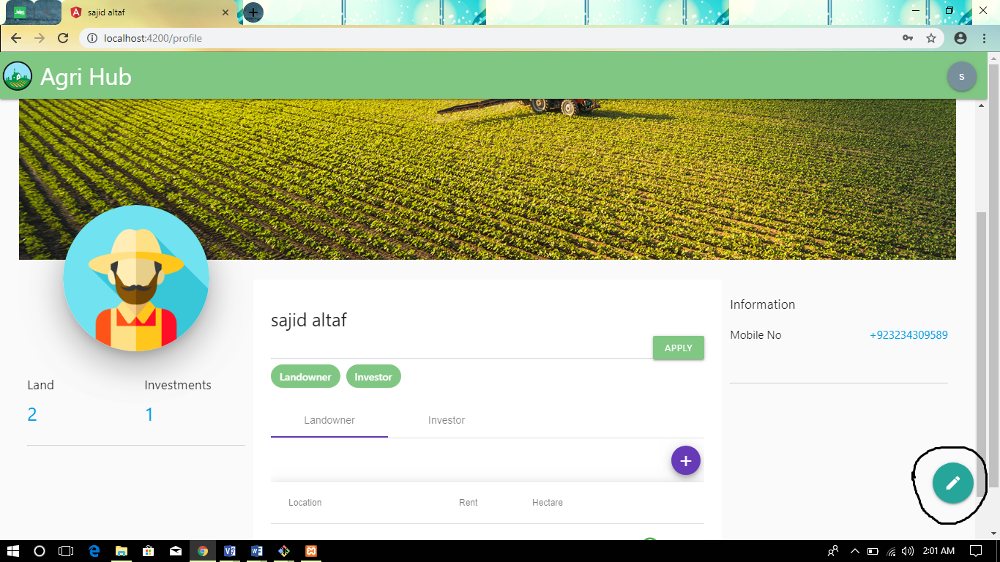 sajid altaf
localhost:4200/profile
Agri Hub
S
sajid altaf
APPLY
Landowner Investor
Land Investments
2 1
Landowner Investor
+
Location Rent Hectare
Information
Mobile No +923234309589
2:01 AM